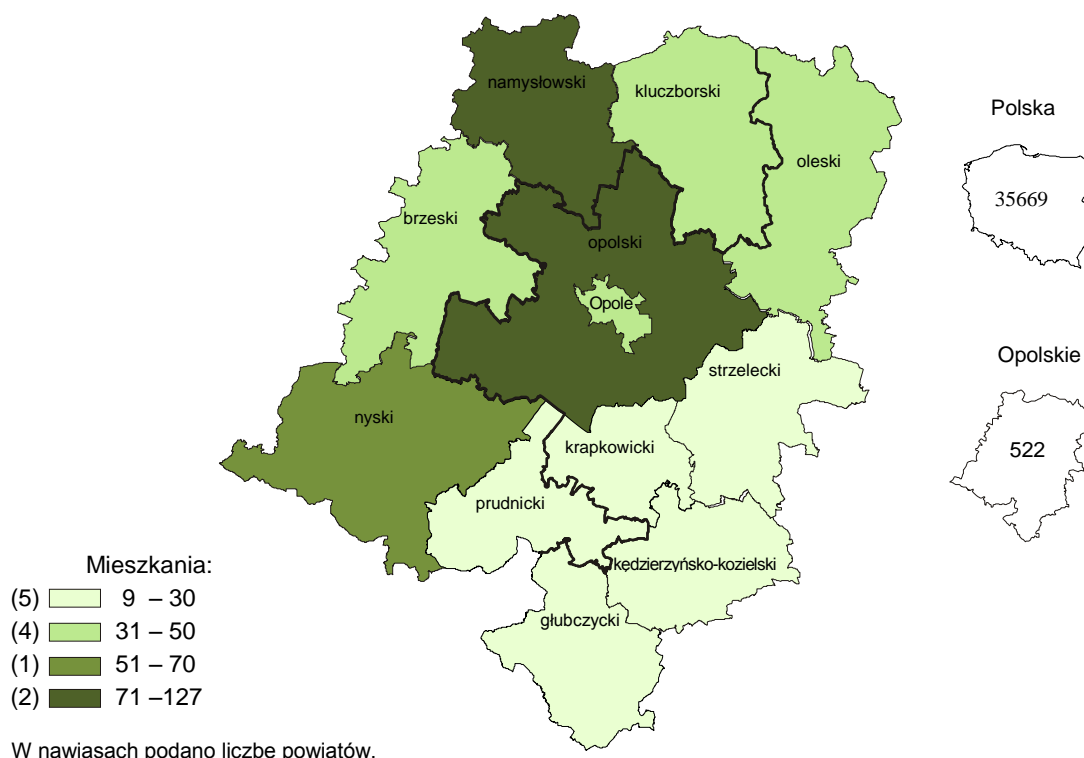 namysłowski
kluczborski
Polska
oleski
35669
brzeski
opolski
Opole
Opolskie
strzelecki
nyski
krapkowicki
522
prudnicki
kędzierzyńsko-kozielski
głubczycki
Mieszkania:
(5) 9 – 30
(4) 31 – 50
(1) 51 – 70
(2) 71 –127
W nawiasach podano liczbę powiatów.